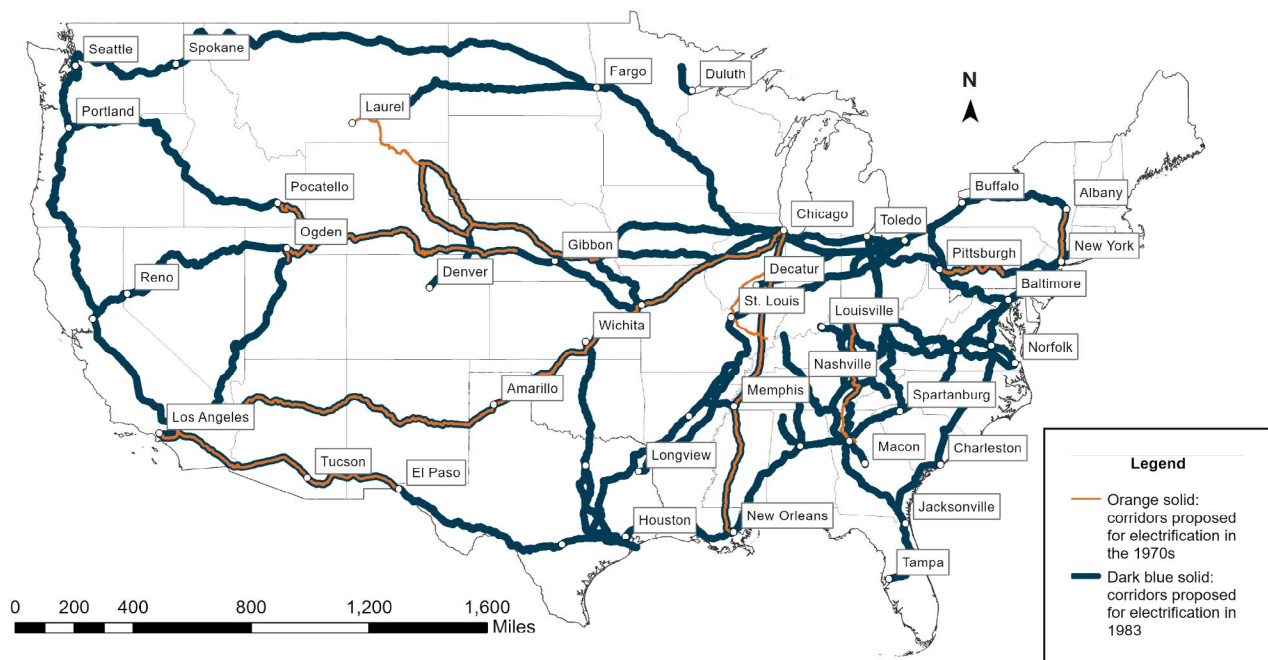 N
Seattle
Spokane
Fargo
Duluth
Laurel
Portland
Pocatello
Buffalo
Albany
Ogden
Chicago
Toledo
Gibbon
Pittsburgh
New York
Reno
Denver
Decatur
Baltimore
St. Louis
Louisville
Wichita
Norfolk
Nashville
Amarillo
Memphis
Spartanburg
Los Angeles
Tucson
El Paso
Longview
Macon
Charleston
Houston
New Orleans
Jacksonville
Tampa
Legend
Orange solid:
corridors proposed
for electrification in
the 1970s
Dark blue solid:
corridors proposed
for electrification in
1983
0 200 400 800 1,200 1,600
Miles